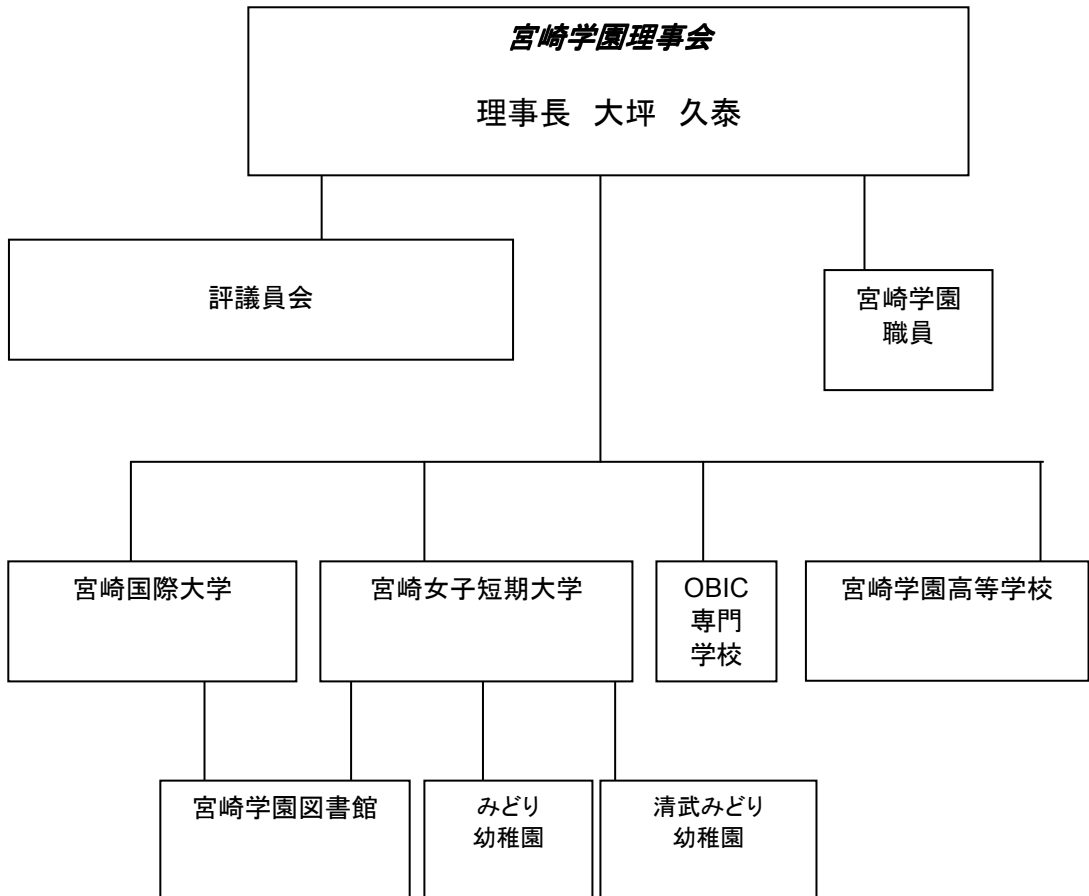 宮崎学園理事会
理事長 大坪 久泰
評議員会
宮崎学園
職員
宮崎国際大学
宮崎女子短期大学
OBIC
専門
学校
宮崎学園高等学校
宮崎学園図書館
みどり
幼稚園
清武みどり
幼稚園